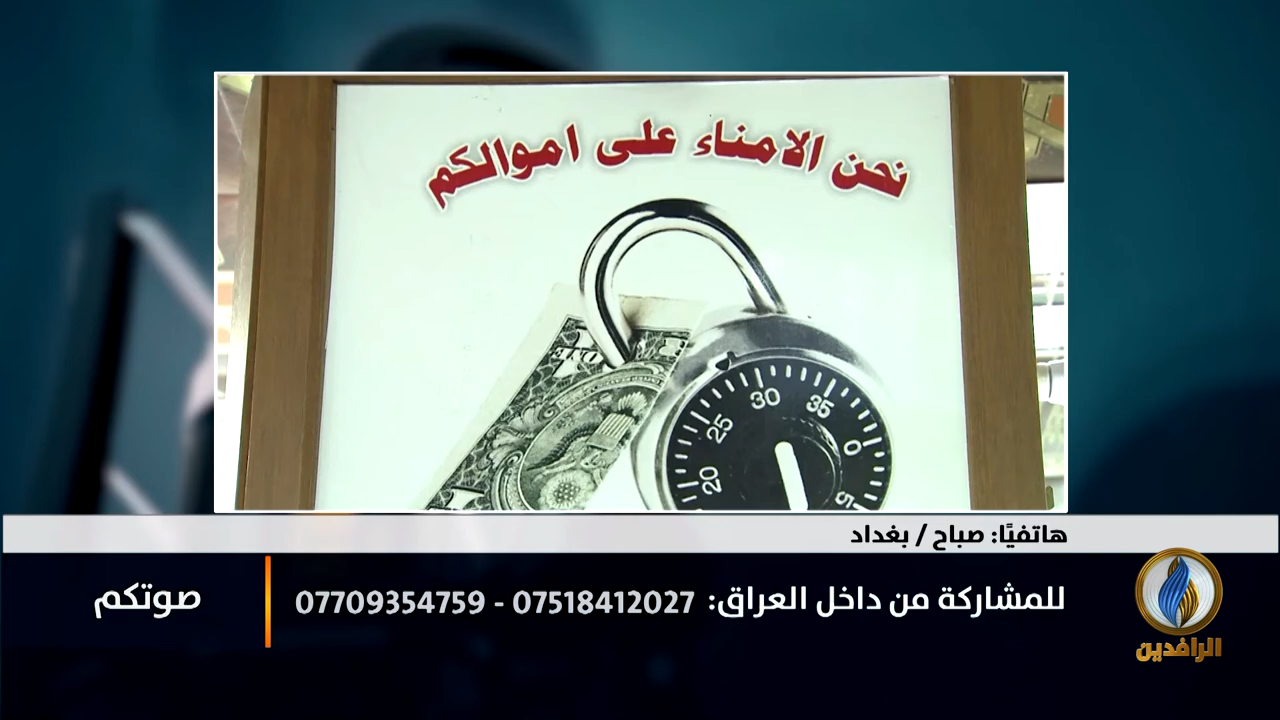 نحن الامناء على اموالكم
30
35
25
0
20
5
هاتفيًا: صباح / بغداد
للمشاركة من داخل العراق: 07518412027 - 07709354759
صوتكم
الرافدين